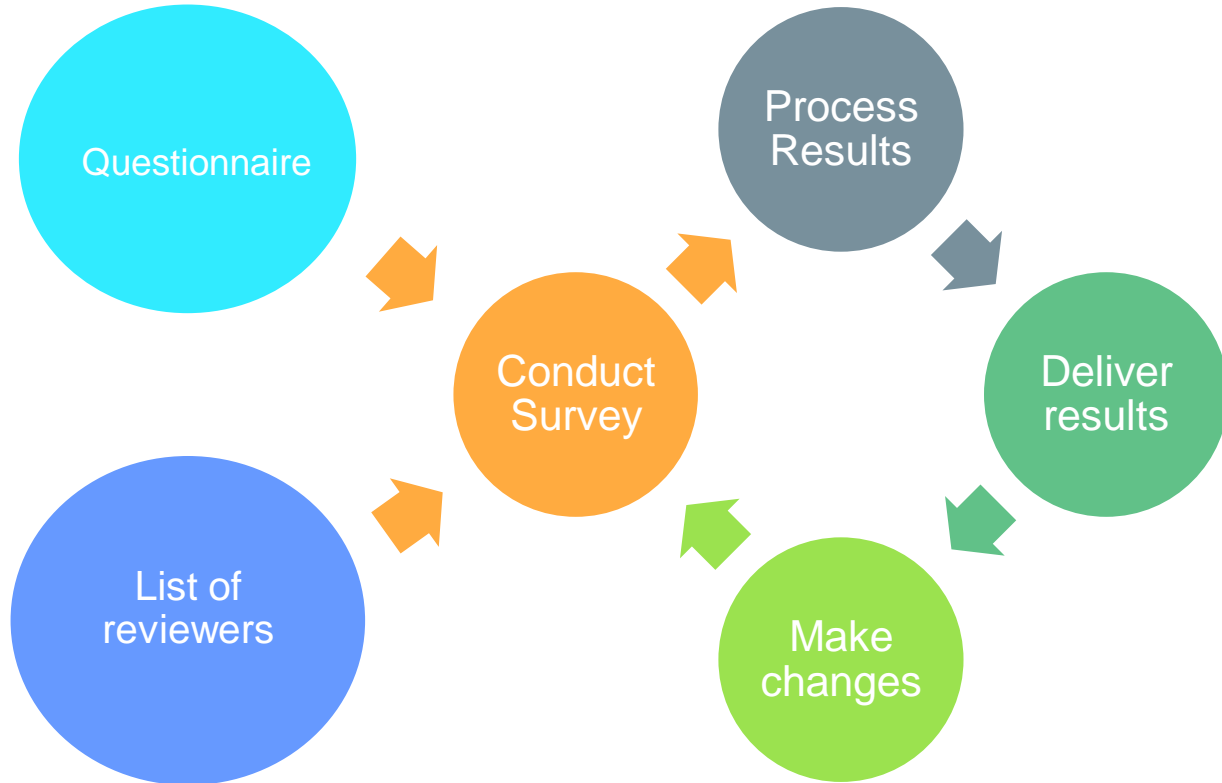 Questionnaire
Process
Results
Conduct
Survey
Deliver
results
List of
reviewers
Make
changes